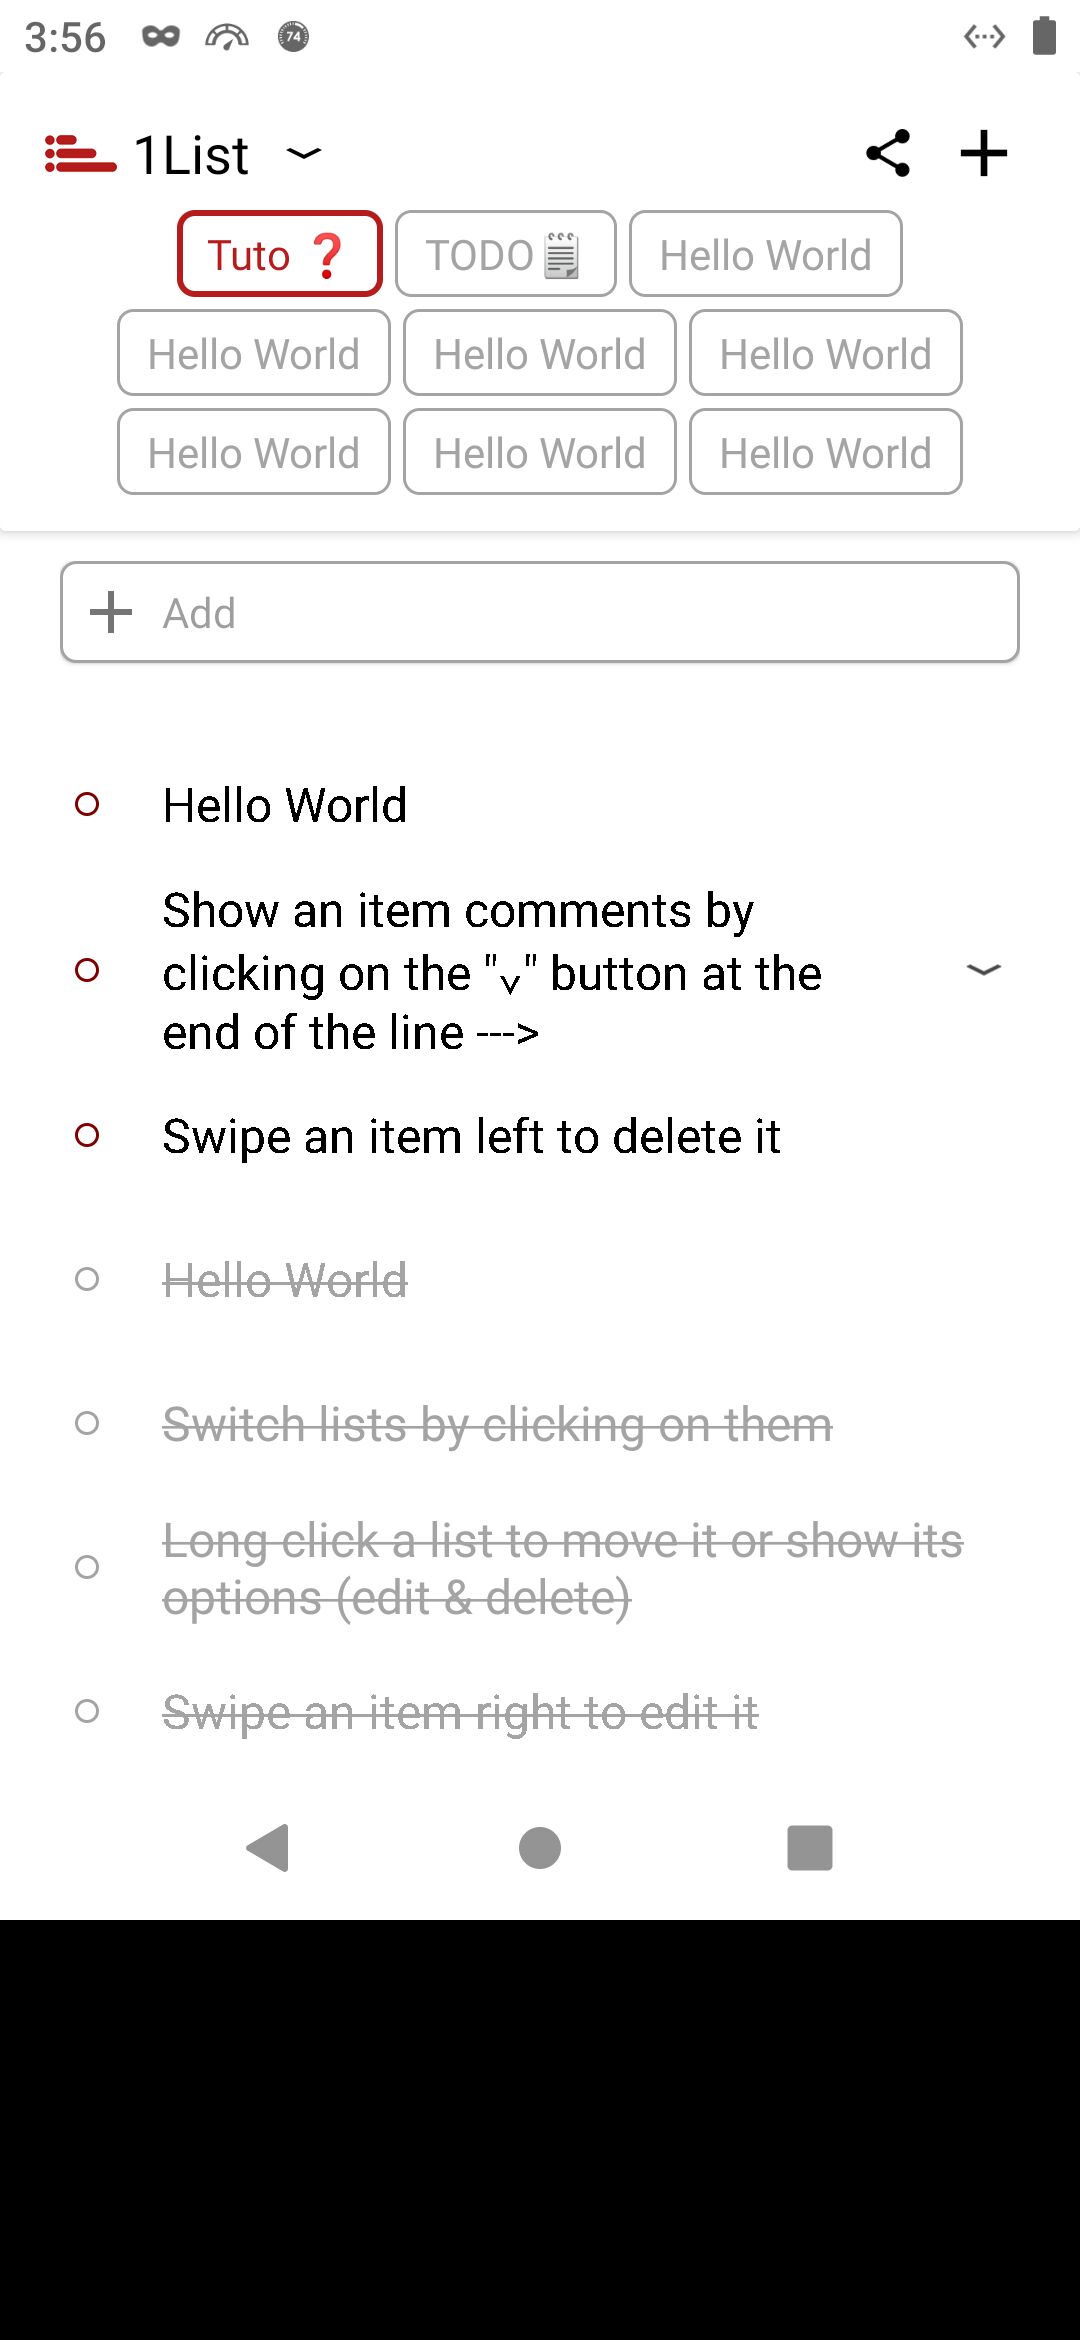 3:56 74
1List
Tuto ❓ TODO🗒 Hello World
Hello World Hello World Hello World
Hello World Hello World Hello World
Add
Hello World
Show an item comments by
clicking on the "˅" button at the
end of the line --->
Swipe an item left to delete it
Hello World
Switch lists by clicking on them
Long click a list to move it or show its
options (edit & delete)
Swipe an item right to edit it